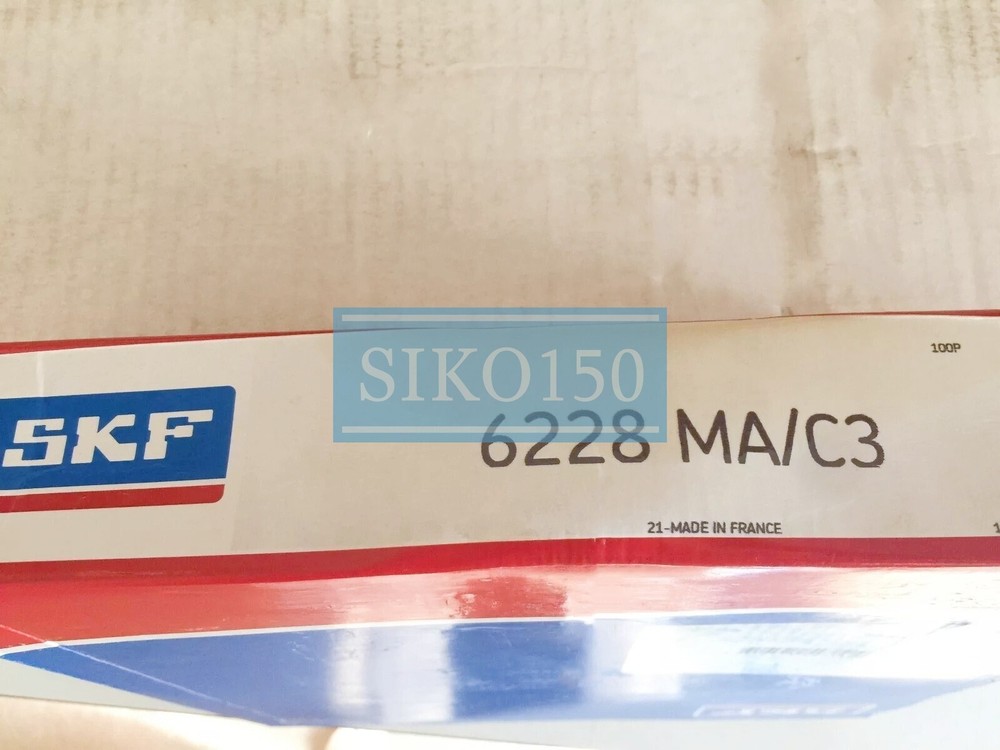 100P
SIKO150
SKF
6228 MA/C3
21-MADE IN FRANCE